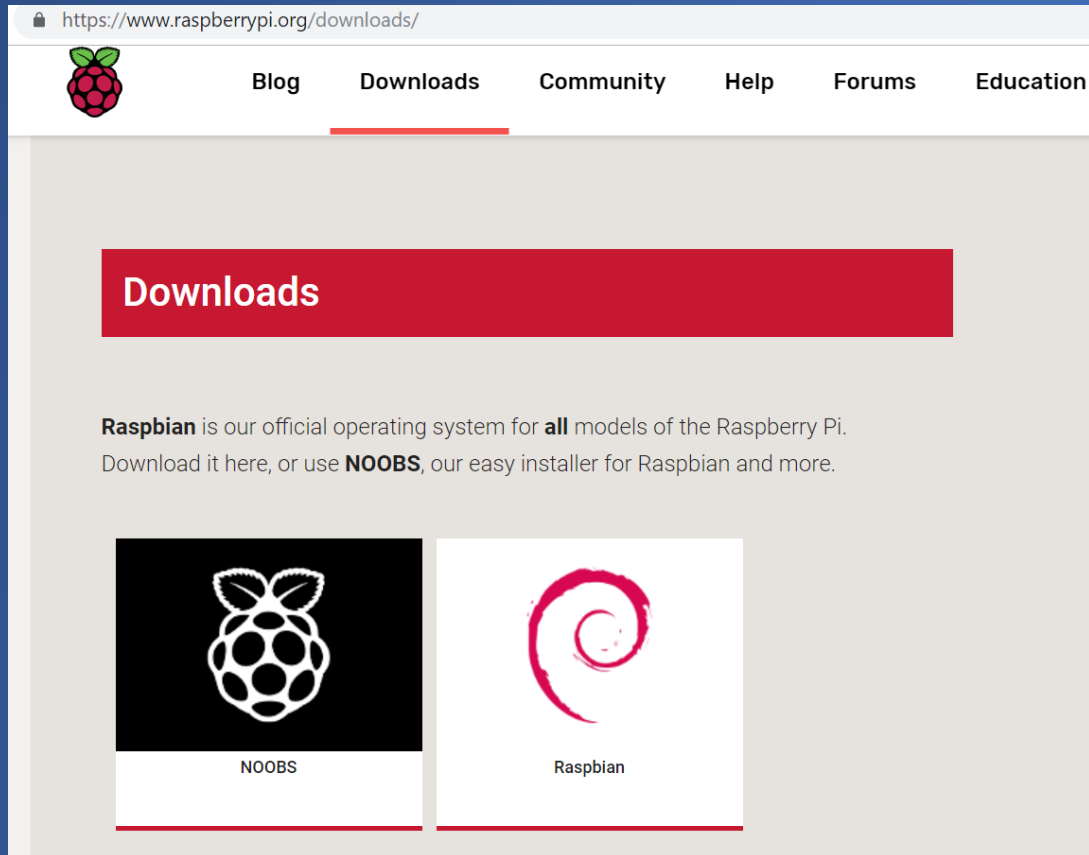 https://www.raspberrypi.org/downloads/
Blog Downloads Community Help Forums Education
Downloads
Raspbian is our official operating system for all models of the Raspberry Pi.
Download it here, or use NOOBS, our easy installer for Raspbian and more.
NOOBS Raspbian